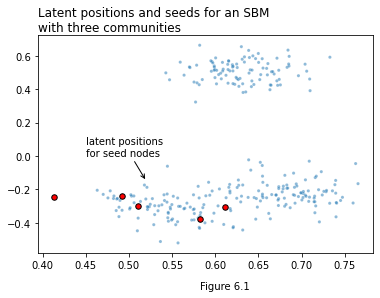 Latent positions and seeds for an SBM
with three communities
0.6
0.4
0.2
0.0
−0.2
−0.4
latent positions
for seed nodes
0.40 0.45 0.50 0.55 0.60 0.65 0.70 0.75
Figure 6.1